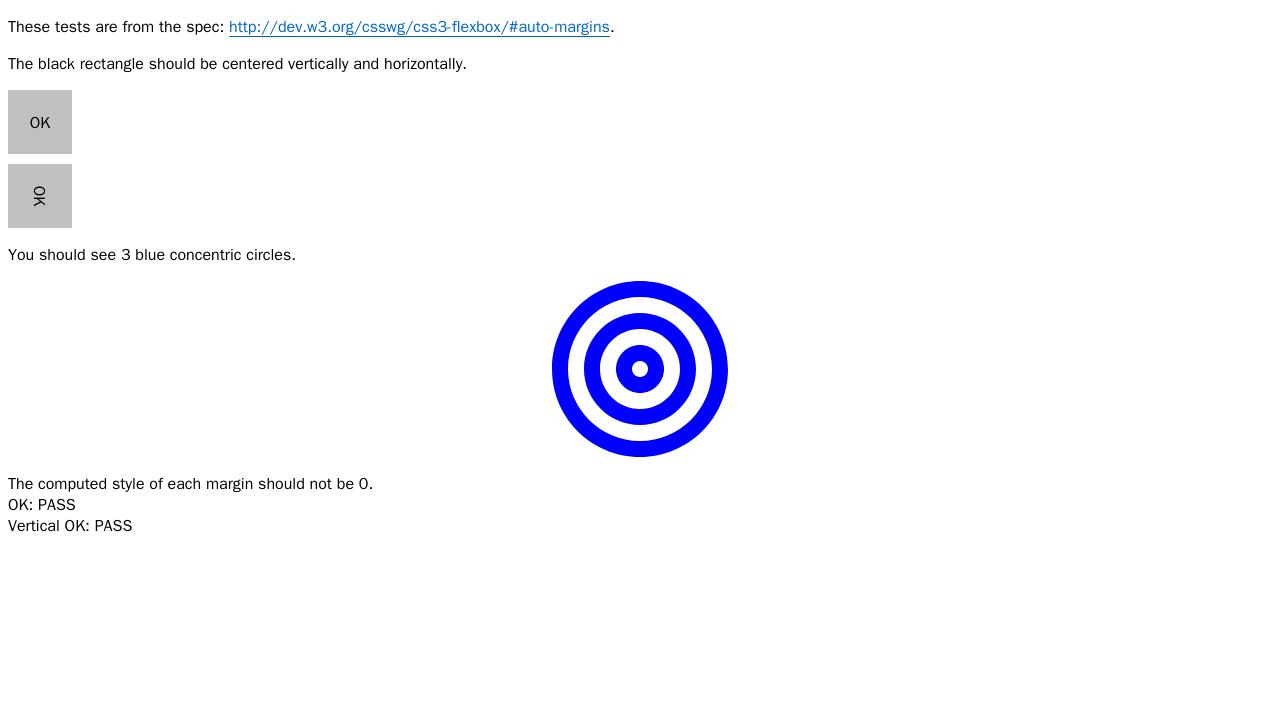 These tests are from the spec: http://dev.w3.org/csswg/css3-flexbox/#auto-margins.
The black rectangle should be centered vertically and horizontally.
OK
OK
You should see 3 blue concentric circles.
The computed style of each margin should not be 0.
OK: PASS
Vertical OK: PASS